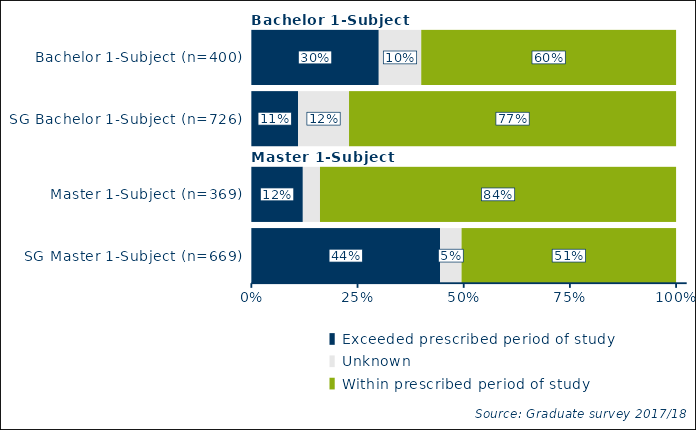 Bachelor 1-Subject
Bachelor 1-Subject (n=400) 30% 10% 60%
SG Bachelor 1-Subject (n=726) 11% 12% 77%
Master 1-Subject
Master 1-Subject (n=369) 12% 84%
SG Master 1-Subject (n=669) 44% 5% 51%
0% 25% 50% 75% 100%
Exceeded prescribed period of study
Unknown
Within prescribed period of study
Source: Graduate survey 2017/18